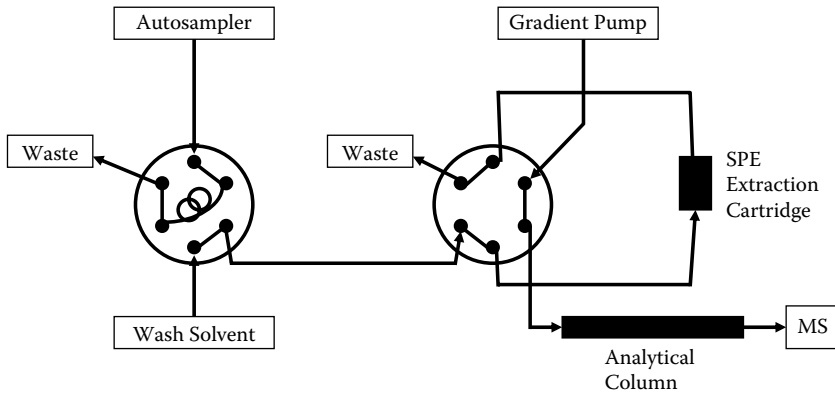 Autosampler
Gradient Pump
Waste
Waste
SPE
Extraction
Cartridge
Wash Solvent
MS
Analytical
Column